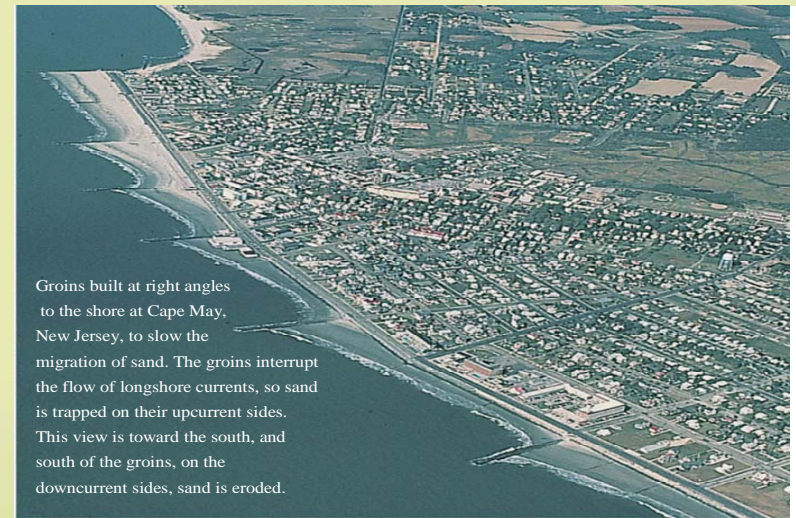 Groins built at right angles
to the shore at Cape May,
New Jersey, to slow the
migration of sand. The groins interrupt
the flow of longshore currents, so sand
is trapped on their upcurrent sides.
This view is toward the south, and
south of the groins, on the
downcurrent sides, sand is eroded.